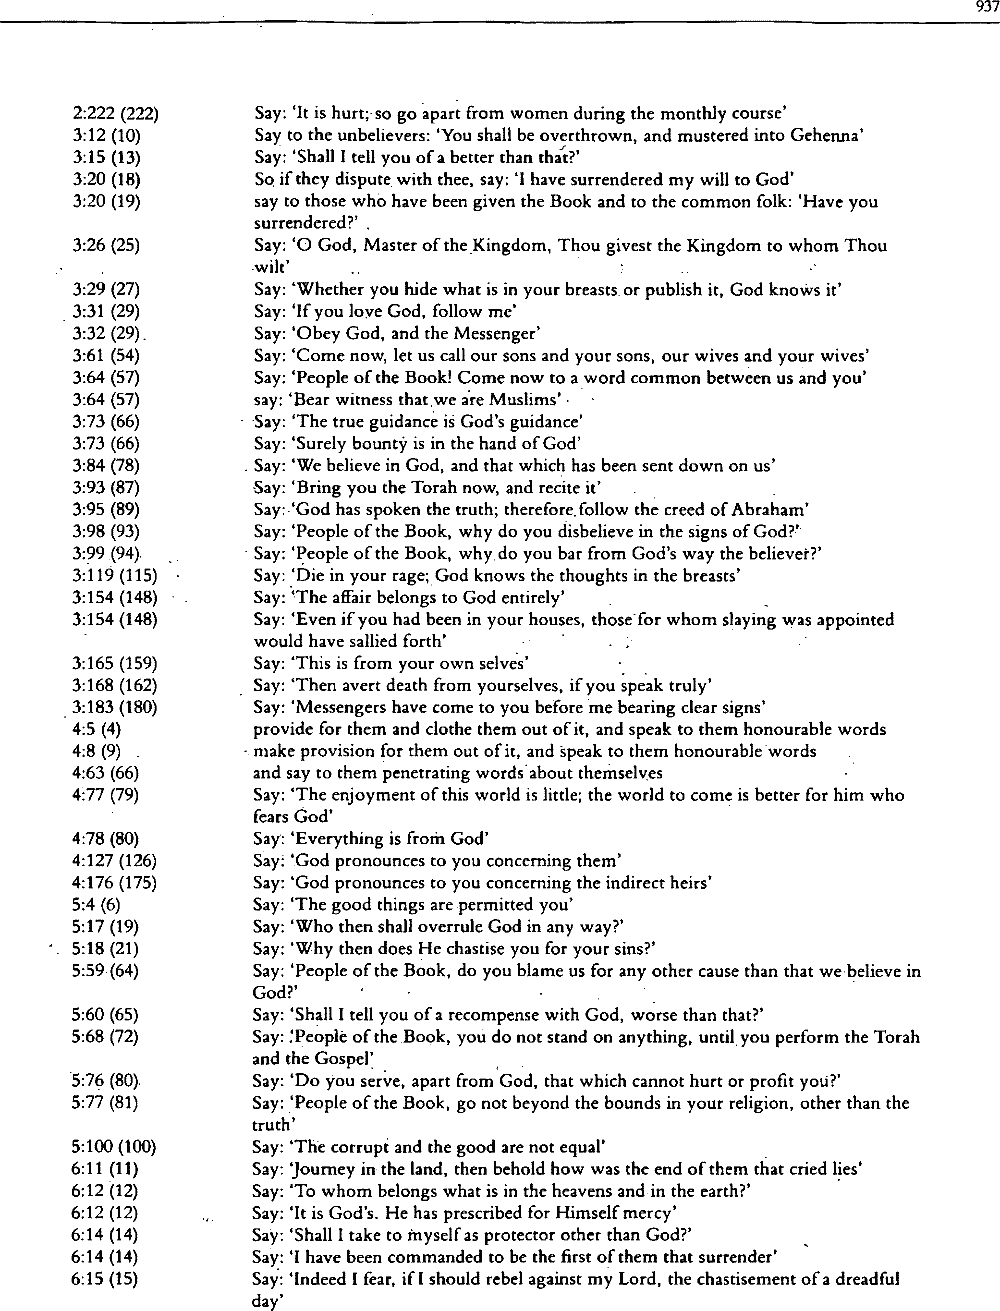 937
2:222 (222) Say: 'It is hurt; so go apart from women during the monthly course'
3:12 (10) Say to the unbelievers: 'You shall be overthrown, and mustered into Gehenna'
3:15 (13) Say: 'Shall I tell you of a better than that?'
3:20 (18) So if they dispute with thee, say: 'I have surrendered my will to God'
3:20 (19) say to those who have been given the Book and to the common folk: 'Have you
surrendered?'
3:26 (25) Say: 'O God, Master of the Kingdom, Thou givest the Kingdom to whom Thou
wilt'
3:29 (27) Say: 'Whether you hide what is in your breasts or publish it, God knows it'
3:31 (29) Say: 'If you love God, follow me'
3:32 (29) Say: 'Obey God, and the Messenger'
3:61 (54) Say: 'Come now, let us call our sons and your sons, our wives and your wives'
3:64 (57) Say: 'People of the Book! Come now to a word common between us and you'
3:64 (57) say: 'Bear witness that we are Muslims'
3:73 (66) Say: 'The true guidance is God's guidance'
3:73 (66) Say: 'Surely bounty is in the hand of God'
3:84 (78) Say: 'We believe in God, and that which has been sent down on us'
3:93 (87) Say: 'Bring you the Torah now, and recite it'
3:95 (89) Say: 'God has spoken the truth; therefore follow the creed of Abraham'
3:98 (93) Say: 'People of the Book, why do you disbelieve in the signs of God?'
3:99 (94) Say: 'People of the Book, why do you bar from God's way the believer?'
3:119 (115) Say: 'Die in your rage; God knows the thoughts in the breasts'
3:154 (148) Say: 'The affair belongs to God entirely'
3:154 (148) Say: 'Even if you had been in your houses, those for whom slaying was appointed
would have sallied forth'
3:165 (159) Say: 'This is from your own selves'
3:168 (162) Say: 'Then avert death from yourselves, if you speak truly'
3:183 (180) Say: 'Messengers have come to you before me bearing clear signs'
4:5 (4) provide for them and clothe them out of it, and speak to them honourable words
4:8 (9) make provision for them out of it, and speak to them honourable words
4:63 (66) and say to them penetrating words about themselves
4:77 (79) Say: 'The enjoyment of this world is little; the world to come is better for him who
fears God'
4:78 (80) Say: 'Everything is from God'
4:127 (126) Say: 'God pronounces to you concerning them'
4:176 (175) Say: 'God pronounces to you concerning the indirect heirs'
5:4 (6) Say: 'The good things are permitted you'
5:17 (19) Say: 'Who then shall overrule God in any way?'
5:18 (21) Say: 'Why then does He chastise you for your sins?'
5:59 (64) Say: 'People of the Book, do you blame us for any other cause than that we believe in
God?'
5:60 (65) Say: 'Shall I tell you of a recompense with God, worse than that?'
5:68 (72) Say: 'People of the Book, you do not stand on anything, until you perform the Torah
and the Gospel'
5:76 (80) Say: 'Do you serve, apart from God, that which cannot hurt or profit you?'
5:77 (81) Say: 'People of the Book, go not beyond the bounds in your religion, other than the
truth'
5:100 (100) Say: 'The corrupt and the good are not equal'
6:11 (11) Say: 'Journey in the land, then behold how was the end of them that cried lies'
6:12 (12) Say: 'To whom belongs what is in the heavens and in the earth?'
6:12 (12) Say: 'It is God's. He has prescribed for Himself mercy'
6:14 (14) Say: 'Shall I take to myself as protector other than God?'
6:14 (14) Say: 'I have been commanded to be the first of them that surrender'
6:15 (15) Say: 'Indeed I fear, if I should rebel against my Lord, the chastisement of a dreadful
day'